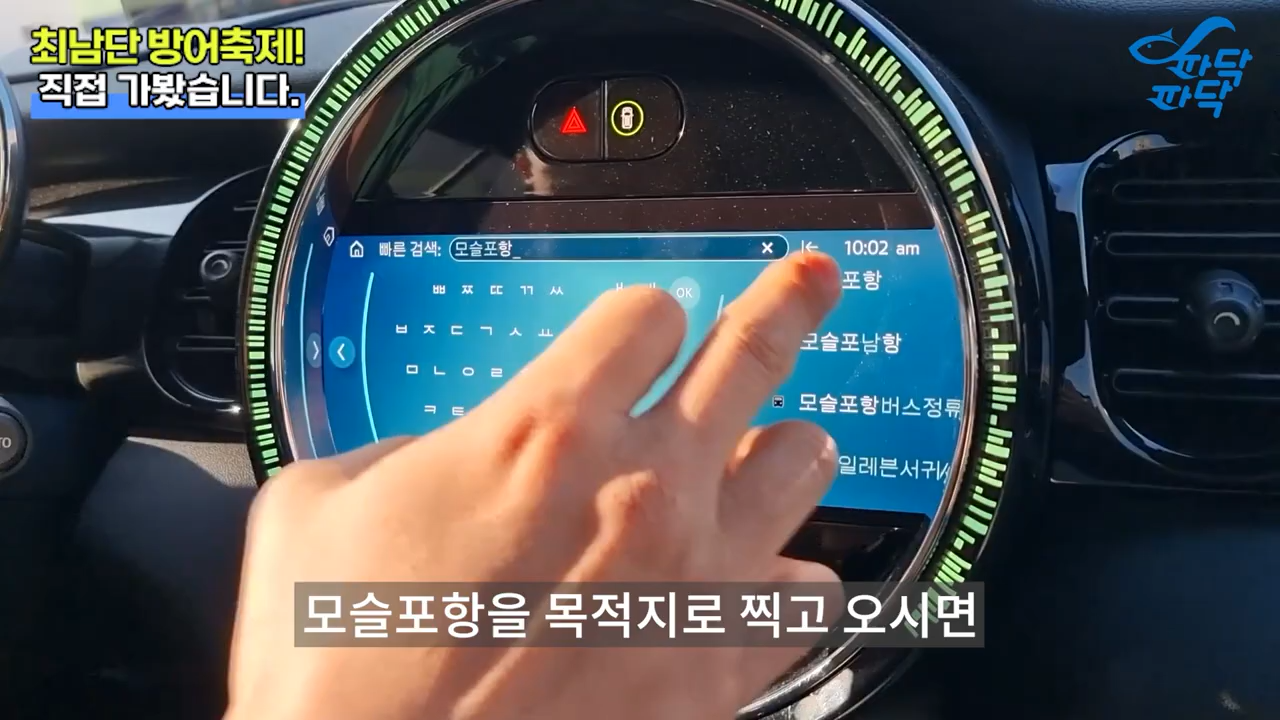 최남단 방어축제!
직접 가봤습니다.
파닥
파닥
빠른 검색: 모슬포항_
10:02 am
ㅃ ㅉ ㄸ ㄲ ㅆ
OK
포항
ㅂ ㅈ ㄷ ㄱ ㅅ ㅛ
모슬포남항
ㅁ ㄴ ㅇ ㄹ
모슬포항버스정류
ㅋ ㅌ
일레븐서귀
모슬포항을 목적지로 찍고 오시면